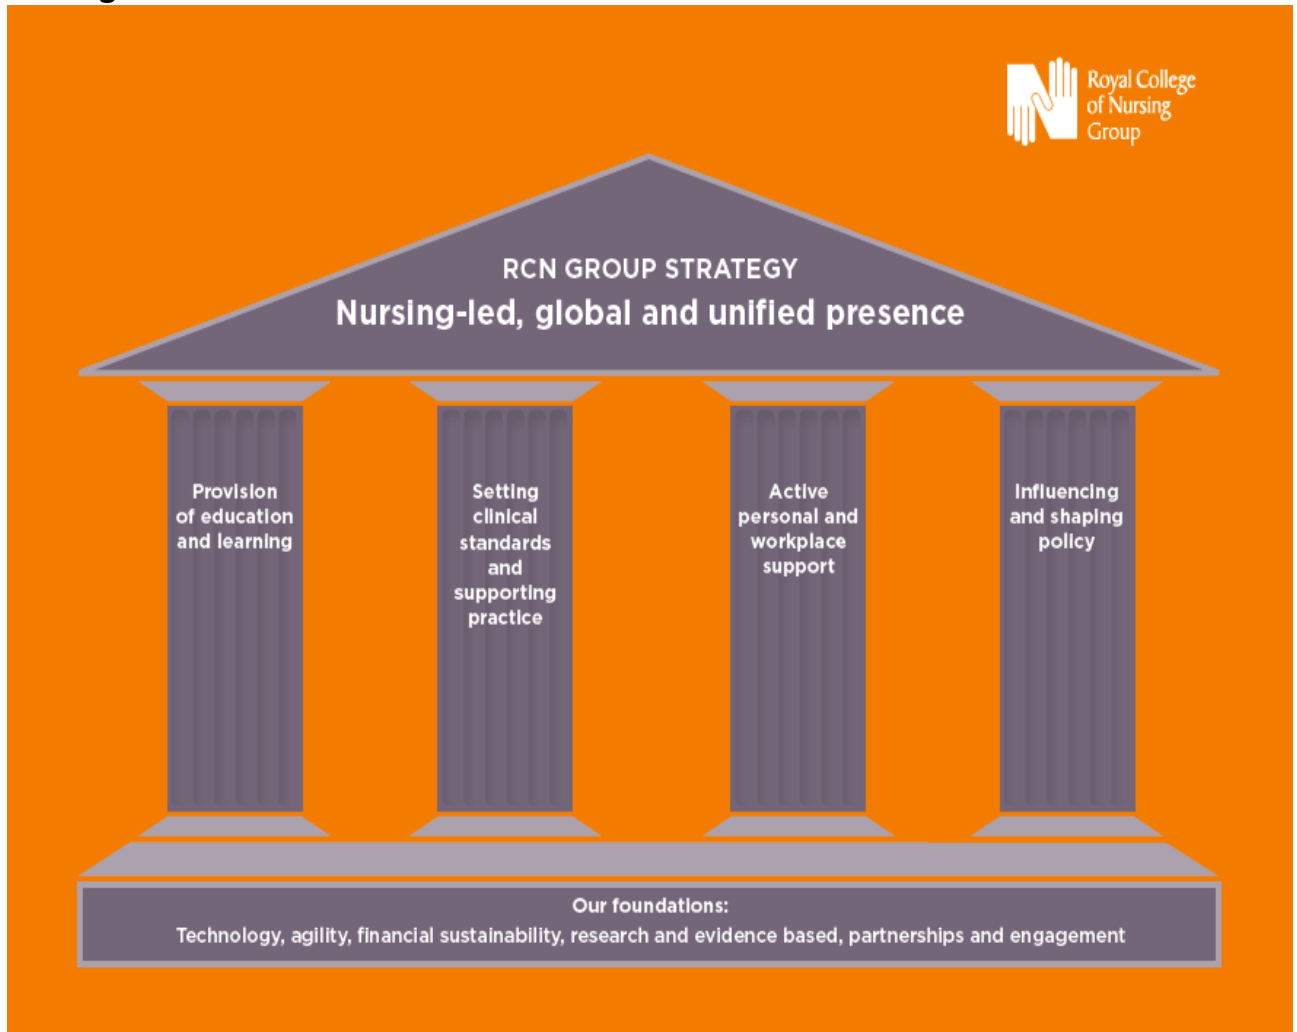 Royal College
of Nursing
Group
RCN GROUP STRATEGY
Nursing-led, global and unified presence
Provision
of education
and learning
Setting
clinical
standards
and
supporting
practice
Active
personal and
workplace
support
Influencing
and shaping
policy
Our foundations:
Technology, agility, financial sustainability, research and evidence based, partnerships and engagement